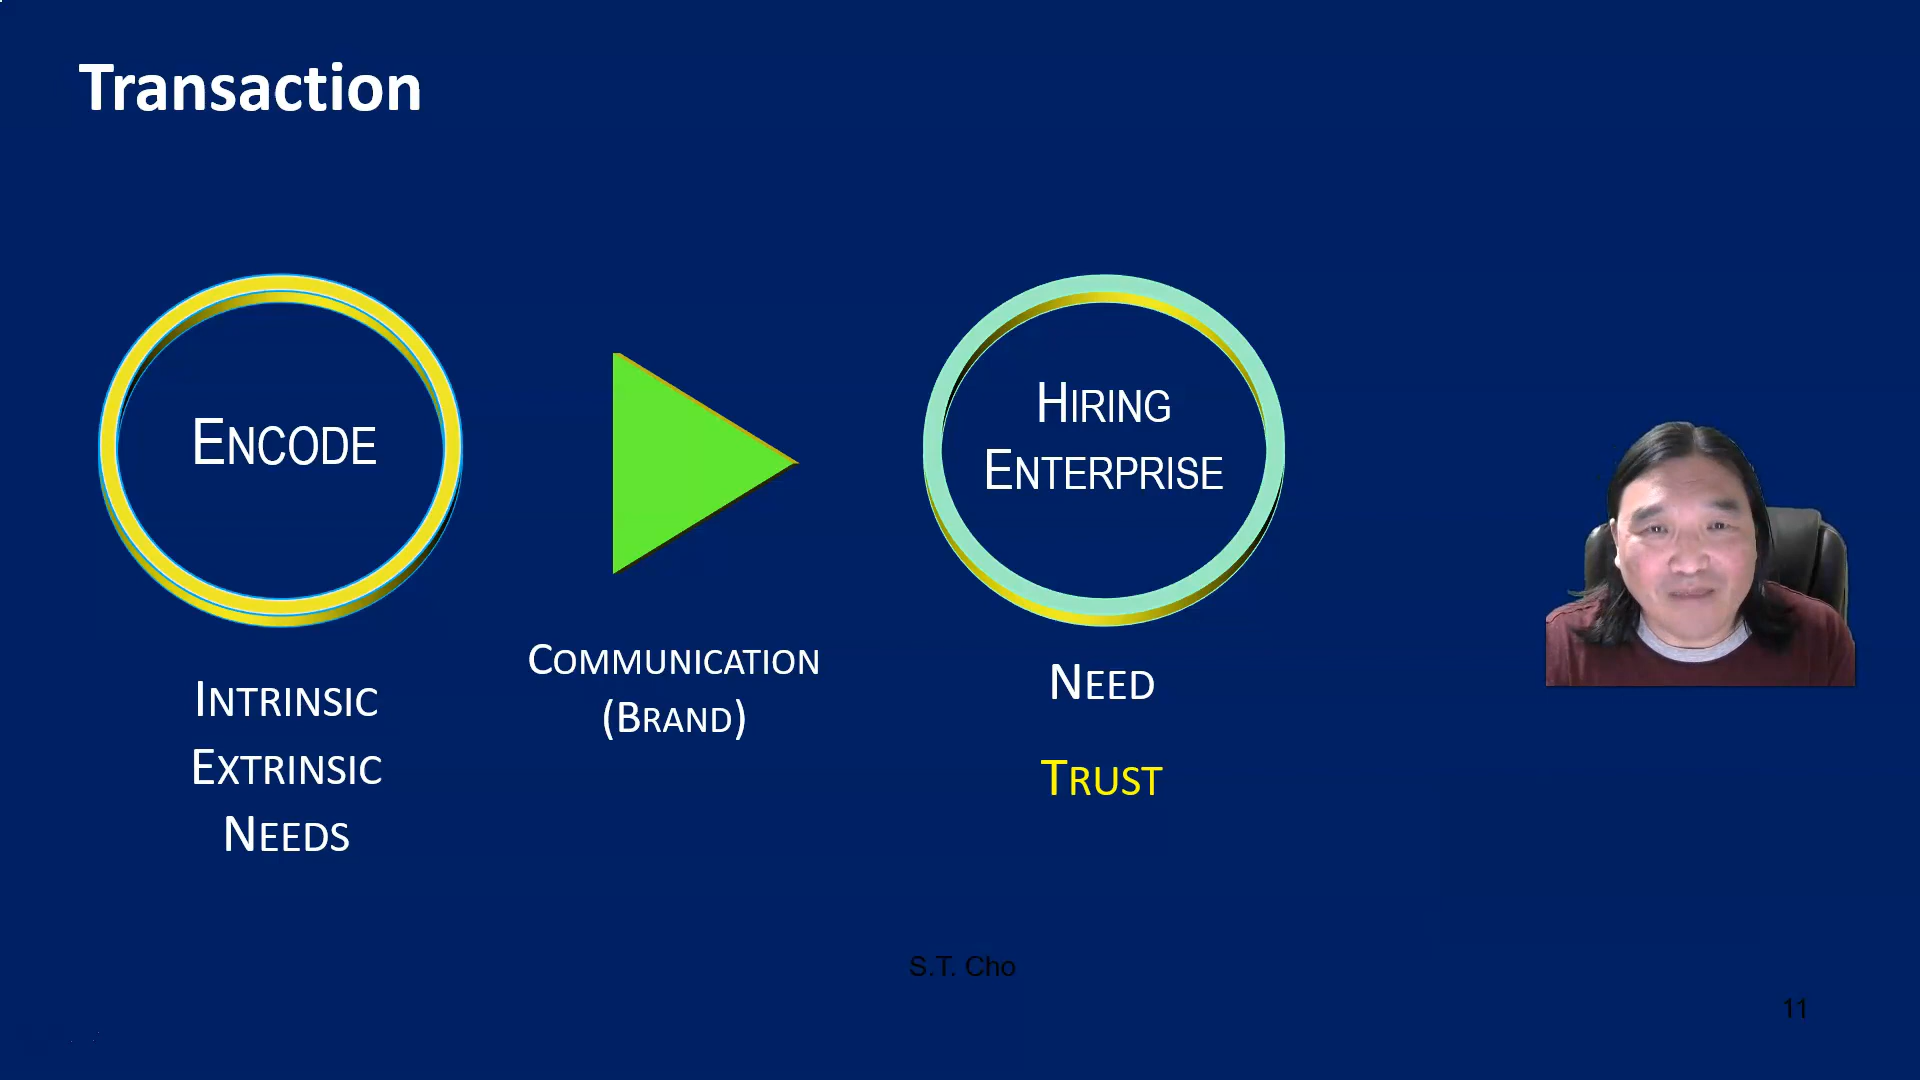 Transaction
ENCODE
HIRING
ENTERPRISE
COMMUNICATION
(BRAND)
INTRINSIC
EXTRINSIC
NEEDS
NEED
TRUST
S.T. Cho
11